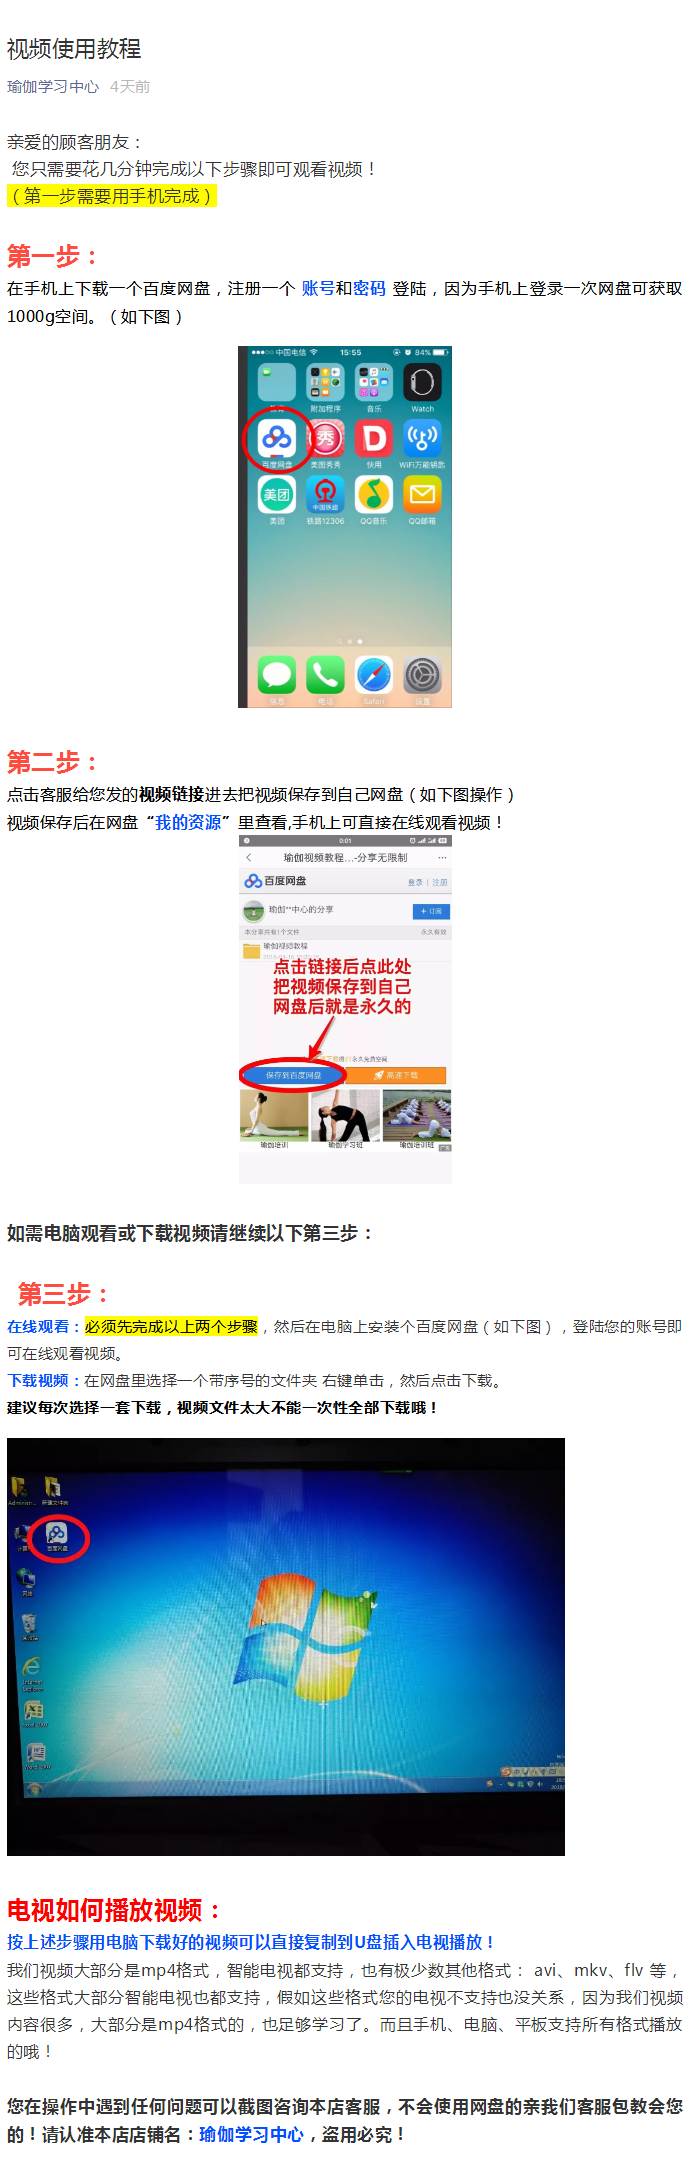 视频使用教程
瑜伽学习中心 4天前
亲爱的顾客朋友：
您只需要花几分钟完成以下步骤即可观看视频！
（第一步需要用手机完成）
第一步：
在手机上下载一个百度网盘，注册一个 账号和密码 登陆，因为手机上登录一次网盘可获取
1000g空间。（如下图）
中国电信 15:55 84%
附加程序 音乐 Watch
百度网盘 美图秀秀 快用 WiFi万能钥匙
美团
中国铁路
美团 铁路12306 QQ音乐 QQ邮箱
信息 电话 Safari 设置
第二步：
点击客服给您发的视频链接进去把视频保存到自己网盘（如下图操作）
视频保存后在网盘“我的资源”里查看,手机上可直接在线观看视频！
0:01
瑜伽视频教程...-分享无限制
百度网盘 登录 | 注册
瑜伽**中心的分享 + 订阅
本分享共有1个文件 永久有效
瑜伽视频教程
点击链接后点此处
把视频保存到自己
网盘后就是永久的
永久免费空间
保存到百度网盘 高速下载
瑜伽培训 瑜伽学习班 瑜伽培训班
广告
如需电脑观看或下载视频请继续以下第三步：
第三步：
在线观看：必须先完成以上两个步骤，然后在电脑上安装个百度网盘（如下图），登陆您的账号即
可在线观看视频。
下载视频：在网盘里选择一个带序号的文件夹 右键单击，然后点击下载。
建议每次选择一套下载，视频文件太大不能一次性全部下载哦！
Administr... 新建文件夹
百度网盘
网络
回收站
Internet
Explorer
电视如何播放视频：
按上述步骤用电脑下载好的视频可以直接复制到U盘插入电视播放！
我们视频大部分是mp4格式，智能电视都支持，也有极少数其他格式： avi、mkv、flv 等，
这些格式大部分智能电视也都支持，假如这些格式您的电视不支持也没关系，因为我们视频
内容很多，大部分是mp4格式的，也足够学习了。而且手机、电脑、平板支持所有格式播放
的哦！
您在操作中遇到任何问题可以截图咨询本店客服，不会使用网盘的亲我们客服包教会您
的！请认准本店店铺名：瑜伽学习中心，盗用必究！